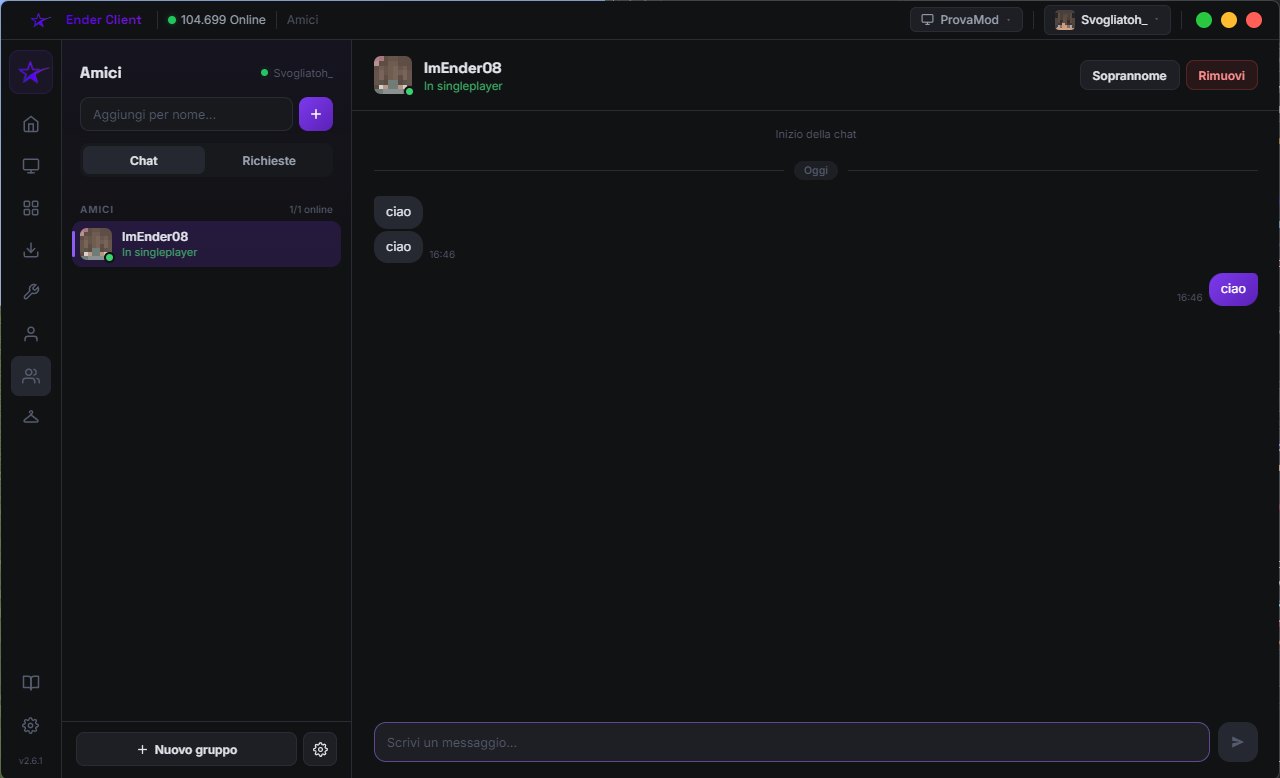 Ender Client
104.699 Online
Amici
ProvaMod
Svogliatoh_
Amici
Svogliatoh_
Aggiungi per nome...
+
Chat
Richieste
AMICI
1/1 online
ImEnder08
In singleplayer
+ Nuovo gruppo
v2.6.1
ImEnder08
In singleplayer
Soprannome
Rimuovi
Inizio della chat
Oggi
ciao
ciao
16:46
16:46
ciao
Scrivi un messaggio...